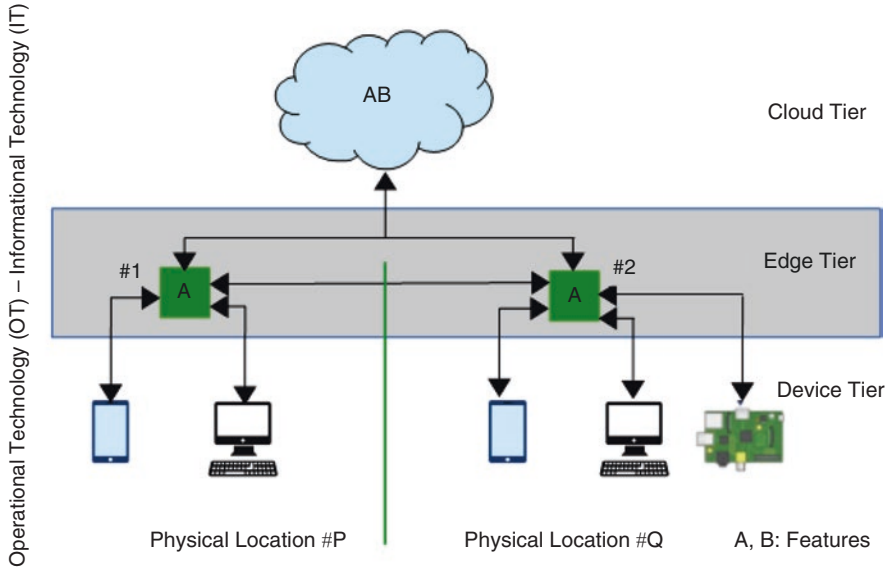 Operational Technology (OT) – Informational Technology (IT)
AB
Cloud Tier
Edge Tier
#1
A
#2
A
Device Tier
Physical Location #P
Physical Location #Q
A, B: Features